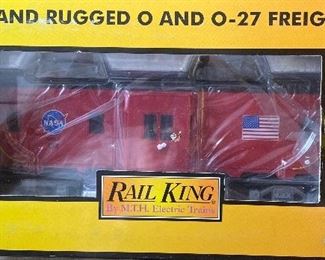 AND RUGGED O AND O-27 FREIG
NASA
RAIL KING
By M.T.H. Electric Trains